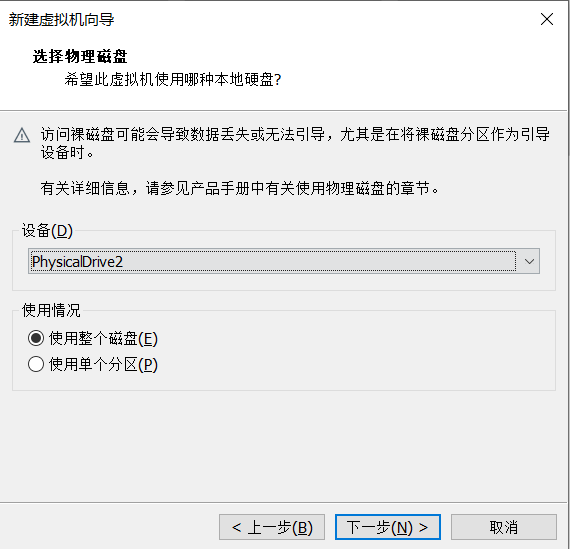 新建虚拟机向导
选择物理磁盘
希望此虚拟机使用哪种本地硬盘?
访问裸磁盘可能会导致数据丢失或无法引导，尤其是在将裸磁盘分区作为引导
设备时。
有关详细信息，请参见产品手册中有关使用物理磁盘的章节。
设备(D)
PhysicalDrive2
使用情况
使用整个磁盘(E)
使用单个分区(P)
< 上一步(B) 下一步(N) > 取消